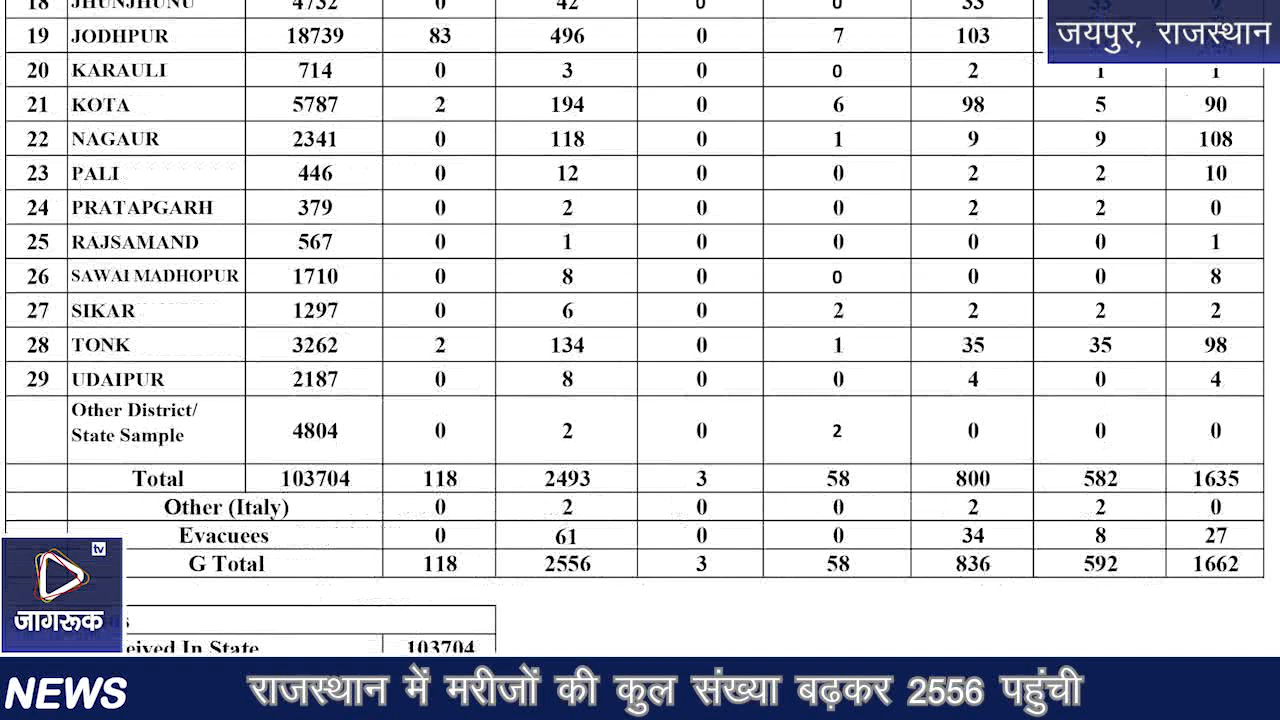 18 JHUNJHUNU 4732 0 42 0 0 33 33 9
19 JODHPUR 18739 83 496 0 7 103
जयपुर, राजस्थान
20 KARAULI 714 0 3 0 0 2 1 1
21 KOTA 5787 2 194 0 6 98 5 90
22 NAGAUR 2341 0 118 0 1 9 9 108
23 PALI 446 0 12 0 0 2 2 10
24 PRATAPGARH 379 0 2 0 0 2 2 0
25 RAJSAMAND 567 0 1 0 0 0 0 1
26 SAWAI MADHOPUR 1710 0 8 0 0 0 0 8
27 SIKAR 1297 0 6 0 2 2 2 2
28 TONK 3262 2 134 0 1 35 35 98
29 UDAIPUR 2187 0 8 0 0 4 0 4
Other District/
State Sample 4804 0 2 0 2 0 0 0
Total 103704 118 2493 3 58 800 582 1635
Other (Italy) 0 2 0 0 2 2 0
Evacuees 0 61 0 0 34 8 27
G Total 118 2556 3 58 836 592 1662
tv
जागरूक
eived In State 103704
NEWS राजस्थान में मरीजों की कुल संख्या बढ़कर 2556 पहुंची